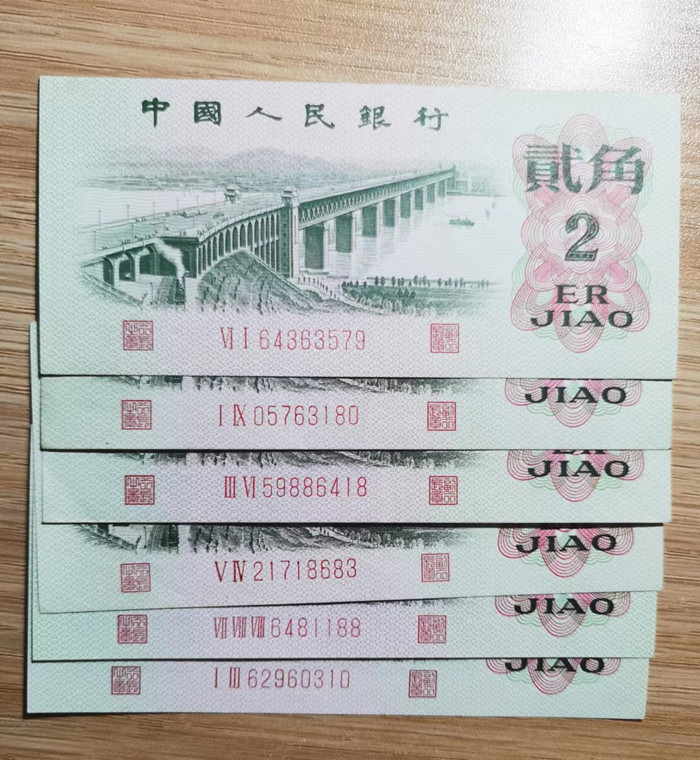 中國人民銀行
貳角
2
ER
JIAO
Ⅵ Ⅰ 64363579
JIAO
Ⅰ Ⅸ 05763180
JIAO
Ⅲ Ⅵ 59886418
JIAO
Ⅴ Ⅳ 21718683
JIAO
Ⅶ Ⅷ Ⅷ 6481188
JIAO
Ⅰ Ⅲ 62960310